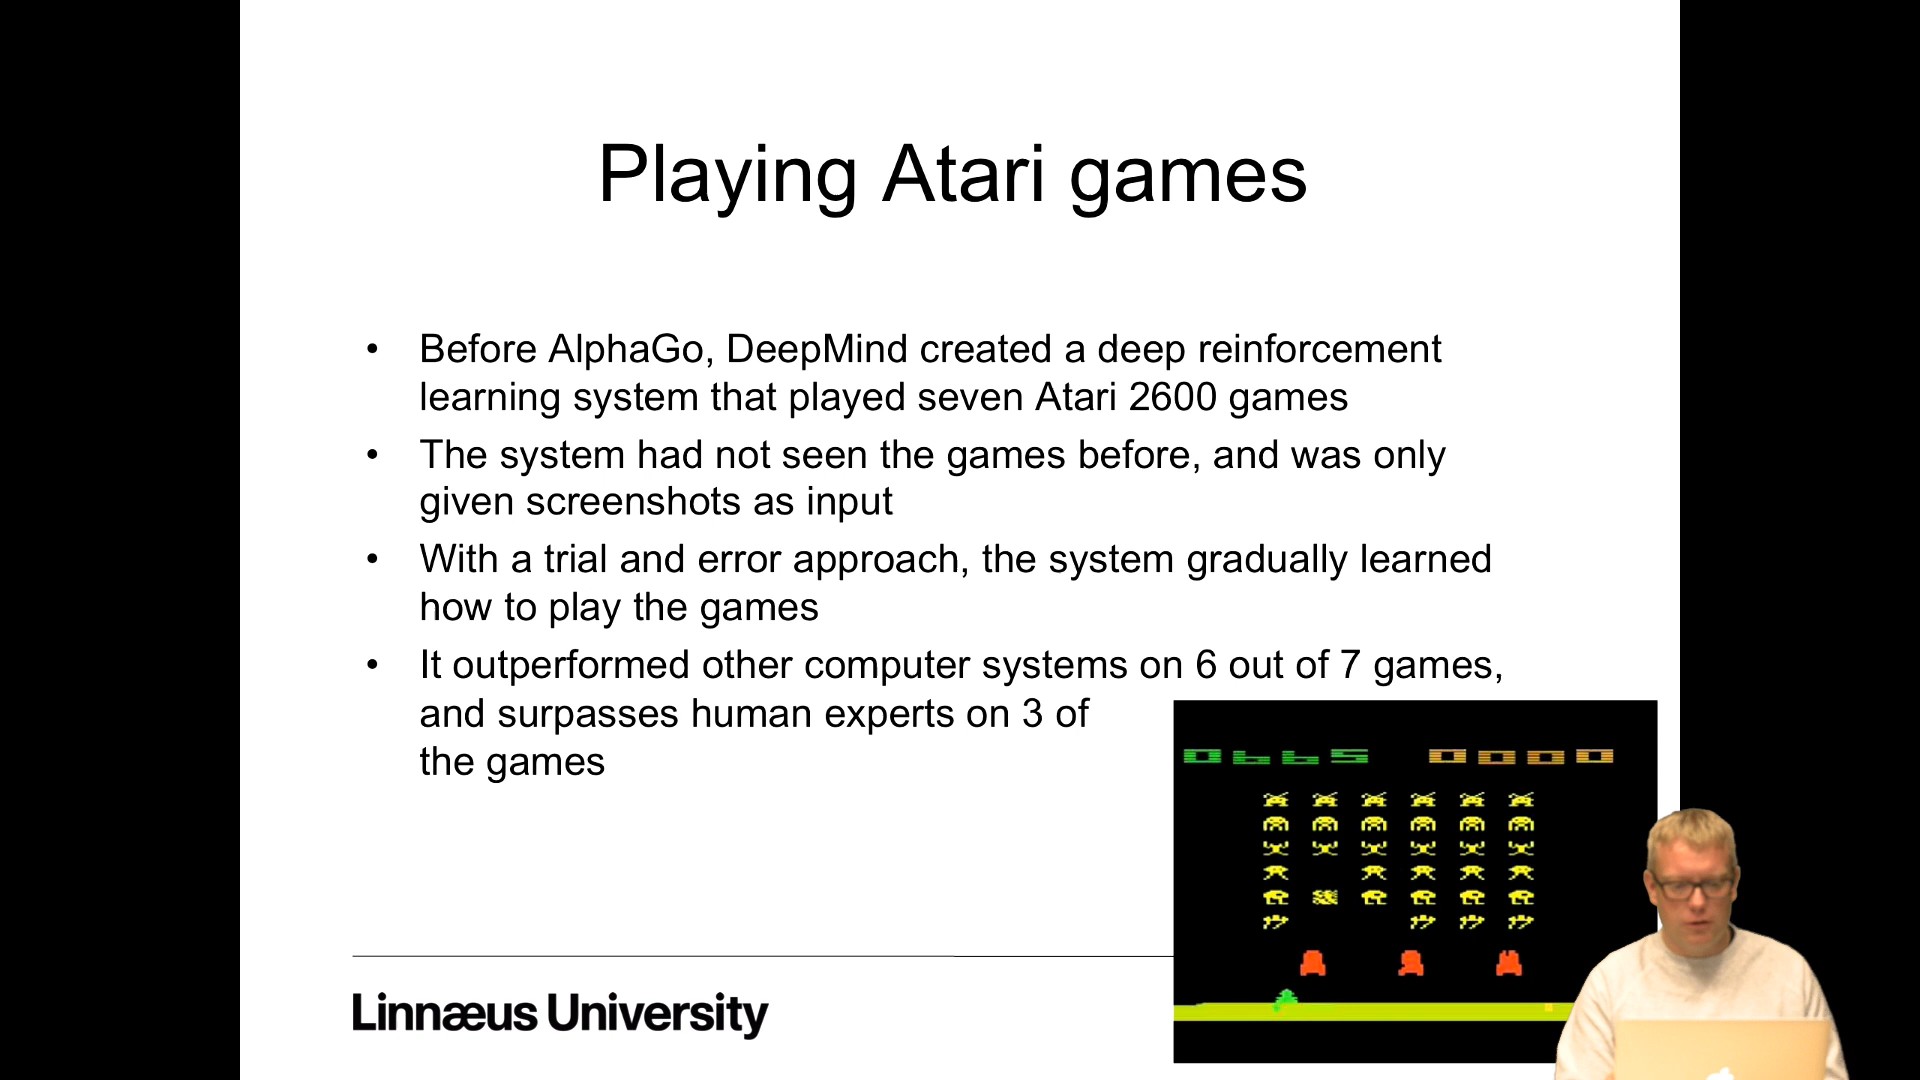 Playing Atari games
• Before AlphaGo, DeepMind created a deep reinforcement
learning system that played seven Atari 2600 games
• The system had not seen the games before, and was only
given screenshots as input
• With a trial and error approach, the system gradually learned
how to play the games
• It outperformed other computer systems on 6 out of 7 games,
and surpasses human experts on 3 of
the games
0665 0000
Linnæus University